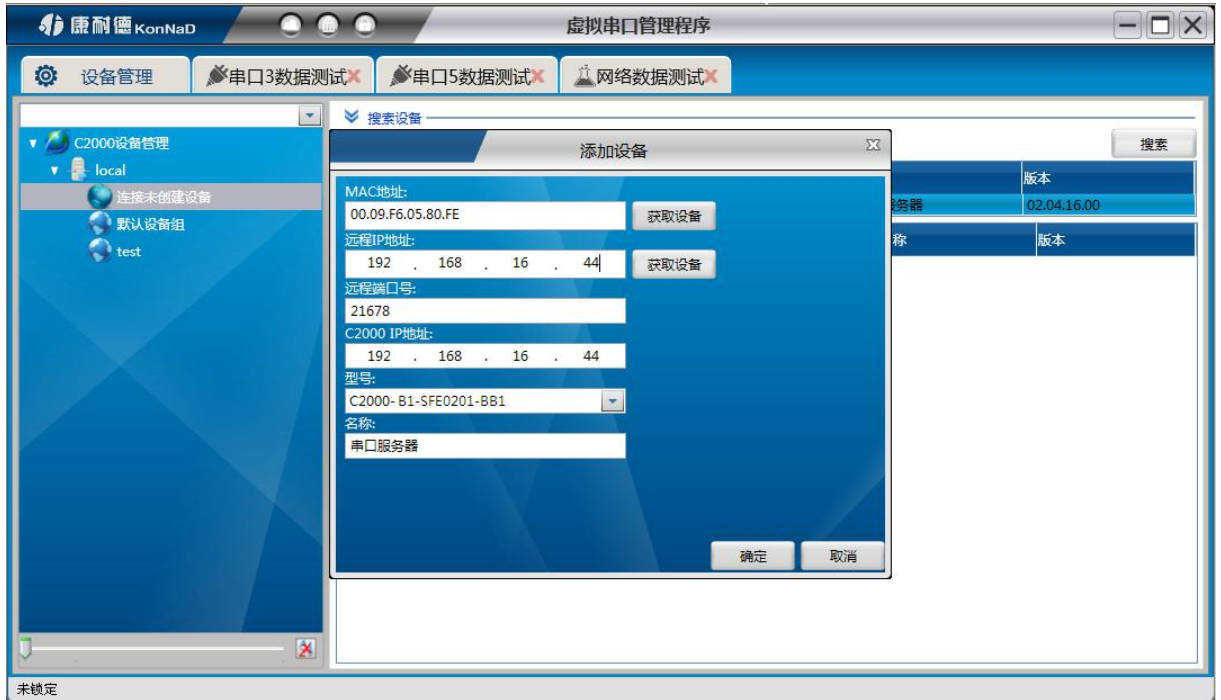 康耐德 KonNaD
虚拟串口管理程序
设备管理
串口3数据测试
串口5数据测试
网络数据测试
C2000设备管理
local
连接未创建设备
默认设备组
test
搜索设备
搜索
版本
务器
02.04.16.00
称
版本
添加设备
MAC地址:
00.09.F6.05.80.FE
获取设备
远程IP地址:
192 . 168 . 16 . 44
获取设备
远程端口号:
21678
C2000 IP地址:
192 . 168 . 16 . 44
型号:
C2000- B1-SFE0201-BB1
名称:
串口服务器
确定
取消
未锁定